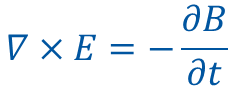 ∇ × E = − ∂B/∂t